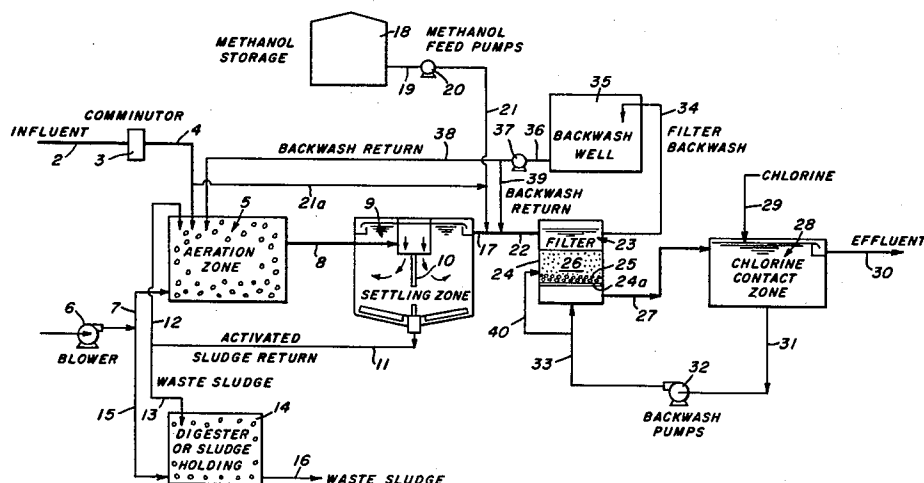 18
METHANOL
STORAGE
METHANOL
FEED PUMPS
19
20
21
35
34
BACKWASH
WELL
FILTER
BACKWASH
COMMINUTOR
INFLUENT
2
3
4
38
37
36
BACKWASH RETURN
39
BACKWASH
RETURN
21a
CHLORINE
29
5
AERATION
ZONE
9
10
SETTLING ZONE
8
17
22
FILTER
23
24
26
25
24a
27
28
CHLORINE
CONTACT
ZONE
EFFLUENT
30
7
6
BLOWER
12
ACTIVATED
SLUDGE RETURN
11
40
33
32
BACKWASH
PUMPS
31
WASTE SLUDGE
15
13
14
DIGESTER
OR SLUDGE
HOLDING
16
WASTE SLUDGE